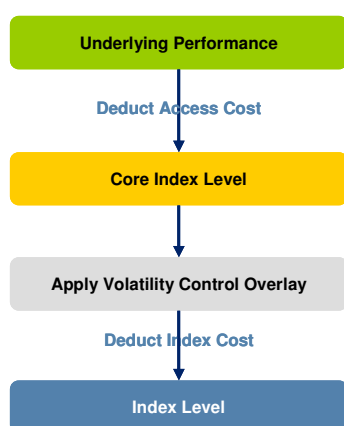 Underlying Performance
Deduct Access Cost
Core Index Level
Apply Volatility Control Overlay
Deduct Index Cost
Index Level